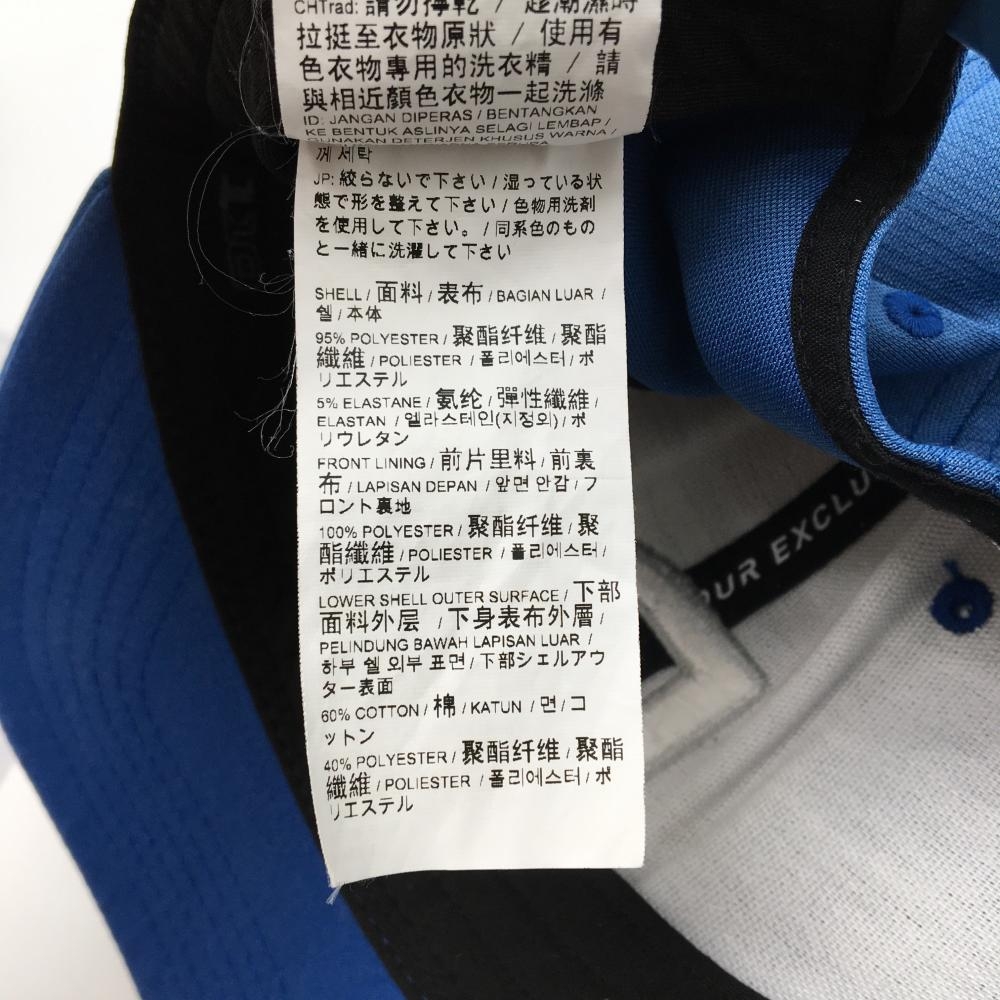 CHTrad: 請勿擰乾 / 趁潮濕時
拉挺至衣物原狀 / 使用有
色衣物專用的洗衣精 / 請
與相近顏色衣物一起洗滌
ID: JANGAN DIPERAS / BENTANGKAN
KE BENTUK ASLINYA SELAGI LEMBAP /
GUNAKAN DETERJEN KHUSUS WARNA /
께 세탁
JP: 絞らないで下さい / 湿っている状
態で形を整えて下さい / 色物用洗剤
を使用して下さい。 / 同系色のもの
と一緒に洗濯して下さい
SHELL / 面料 / 表布 / BAGIAN LUAR /
쉘 / 本体
95% POLYESTER / 聚酯纤维 / 聚酯
纖維 / POLIESTER / 폴리에스터 / ポ
リエステル
5% ELASTANE / 氨纶 / 彈性纖維 /
ELASTAN / 엘라스테인(지정외) / ポ
リウレタン
FRONT LINING / 前片里料 / 前裏
布 / LAPISAN DEPAN / 앞면 안감 / フ
ロント裏地
100% POLYESTER / 聚酯纤维 / 聚
酯纖維 / POLIESTER / 폴리에스터 /
ポリエステル
LOWER SHELL OUTER SURFACE / 下部
面料外层 / 下身表布外層 /
PELINDUNG BAWAH LAPISAN LUAR /
하부 쉘 외부 표면 / 下部シェルアウ
ター表面
60% COTTON / 棉 / KATUN / 면 / コ
ットン
40% POLYESTER / 聚酯纤维 / 聚酯
纖維 / POLIESTER / 폴리에스터 / ポ
リエステル
OUR EXCLU